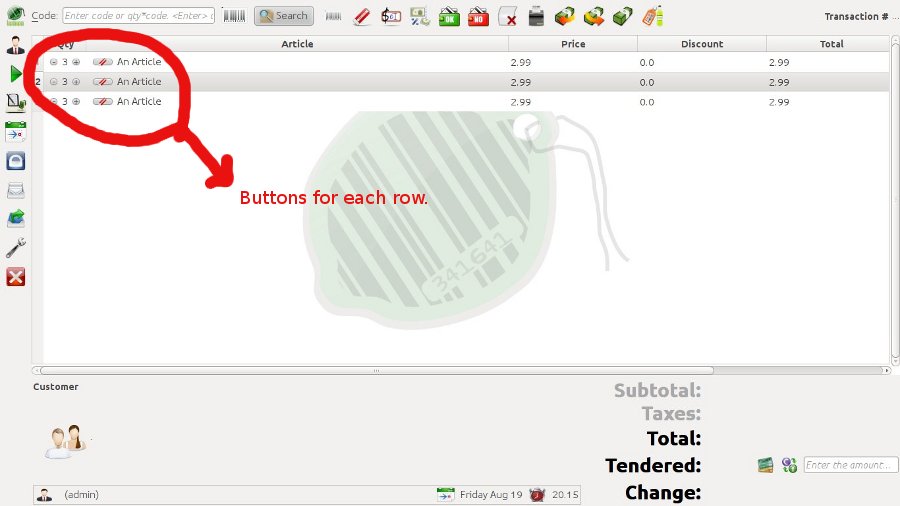 Code: Enter code or qty*code. <Enter> t Search Transaction # ...
Qty Article Price Discount Total
3 An Article 2.99 0.0 2.99
2 3 An Article 2.99 0.0 2.99
3 An Article 2.99 0.0 2.99
Buttons for each row.
341641
Customer
Subtotal:
Taxes:
Total:
Tendered: Enter the amount...
Change:
(admin) Friday Aug 19 20.15